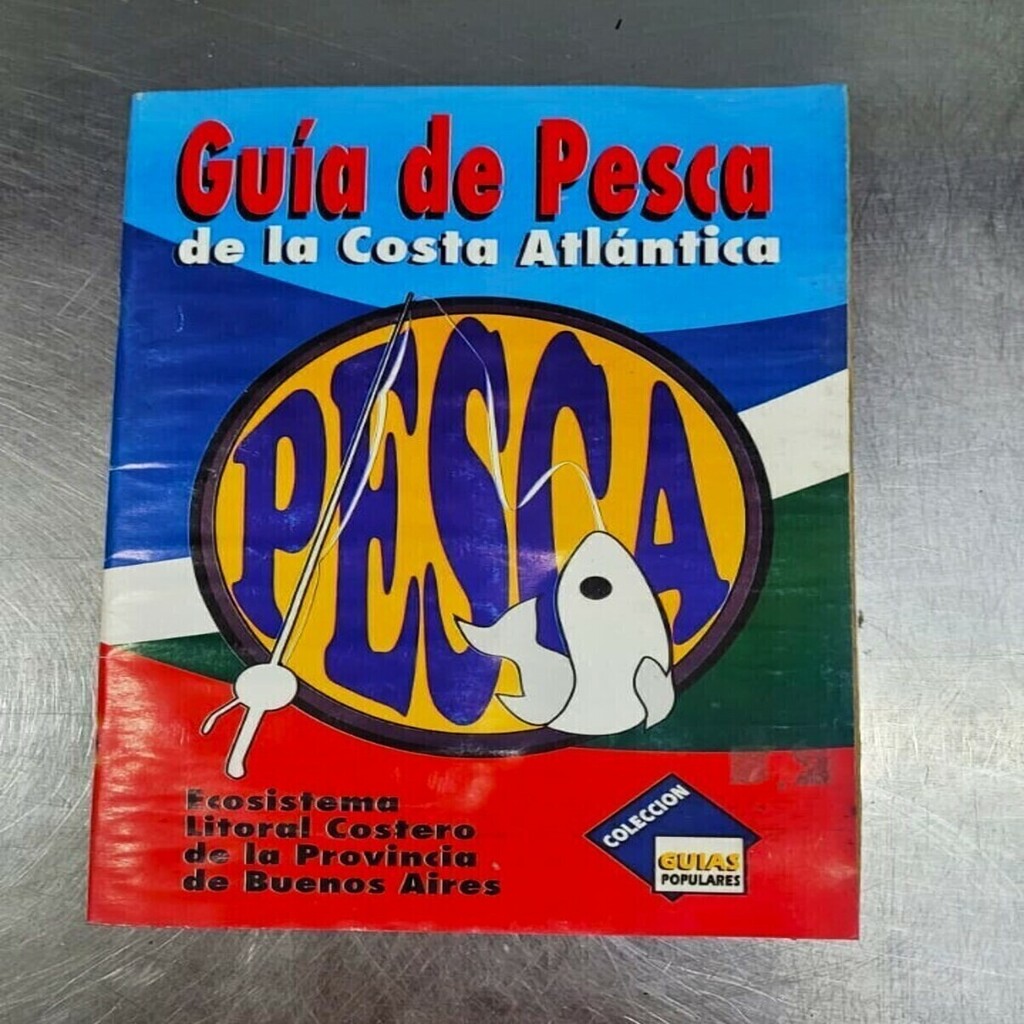 Guía de Pesca
de la Costa Atlántica
PESCA
Ecosistema
Litoral Costero
de la Provincia
de Buenos Aires
COLECCION
GUIAS
POPULARES